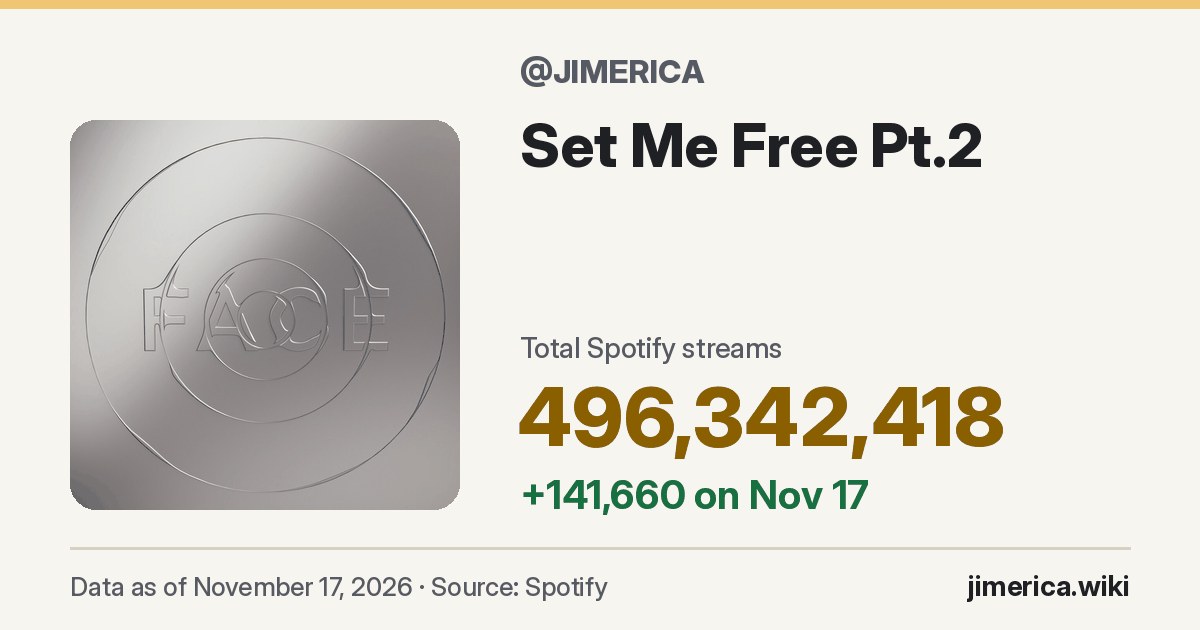 @JIMERICA
Set Me Free Pt.2
FACE
Total Spotify streams
496,342,418
+141,660 on Nov 17
Data as of November 17, 2026 · Source: Spotify
jimerica.wiki